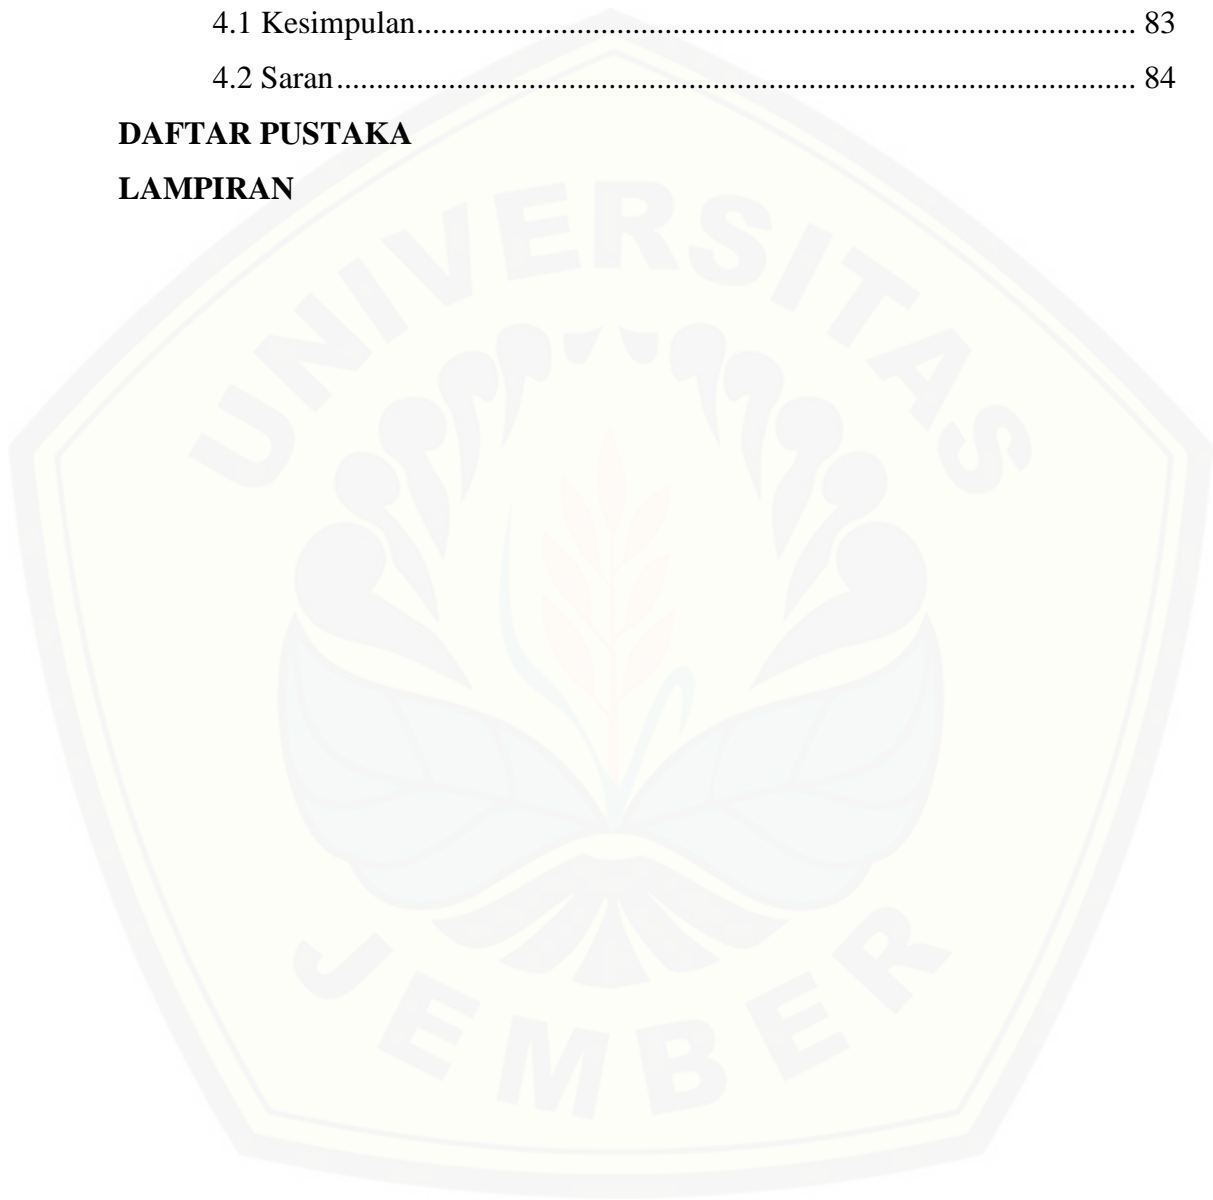 4.1 Kesimpulan......................................................................................... 83
4.2 Saran................................................................................................... 84
DAFTAR PUSTAKA
LAMPIRAN
UNIVERSITAS
JEMBER